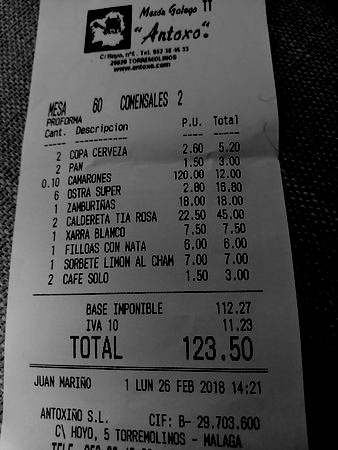 Mesón Galego TT
"Antoxo"
C/Hoyo, nº4 - Tel. 952 38 45 33
29620 TORREMOLINOS
www.antoxo.com
MESA 60 COMENSALES 2
PROFORMA
Cant. Descripcion P.U. Total
2 COPA CERVEZA 2.60 5.20
2 PAN 1.50 3.00
0.10 CAMARONES 120.00 12.00
6 OSTRA SUPER 2.80 16.80
1 ZAMBURIÑAS 18.00 18.00
2 CALDERETA TIA ROSA 22.50 45.00
1 XARRA BLANCO 7.50 7.50
1 FILLOAS CON NATA 6.00 6.00
1 SORBETE LIMON AL CHAM 7.00 7.00
2 CAFE SOLO 1.50 3.00
BASE IMPONIBLE 112.27
IVA 10 11.23
TOTAL 123.50
JUAN MARIÑO 1 LUN 26 FEB 2018 14:21
ANTOXIÑO S.L. CIF: B- 29.703.600
C\ HOYO, 5 TORREMOLINOS - MALAGA